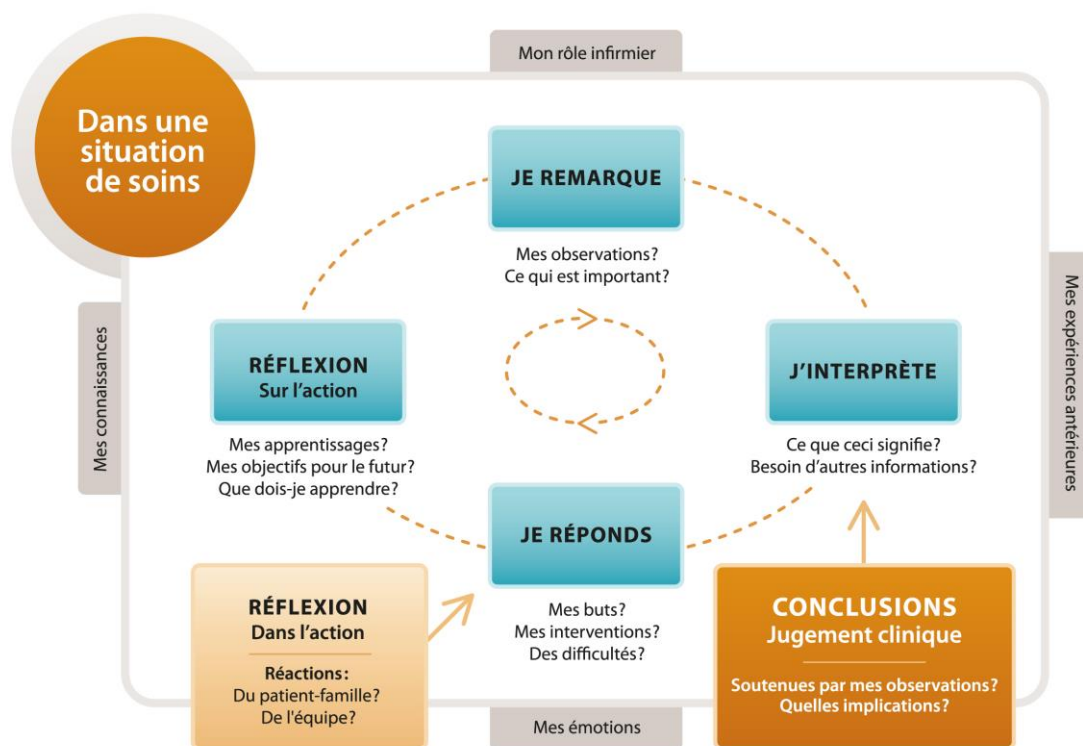 Mon rôle infirmier
Dans une
situation
de soins
JE REMARQUE
Mes observations?
Ce qui est important?
Mes connaissances
RÉFLEXION
Sur l'action
Mes apprentissages?
Mes objectifs pour le futur?
Que dois-je apprendre?
J'INTERPRÈTE
Ce que ceci signifie?
Besoin d'autres informations?
Mes expériences antérieures
JE RÉPONDS
Mes buts?
Mes interventions?
Des difficultés?
RÉFLEXION
Dans l'action
Réactions :
Du patient-famille?
De l'équipe?
CONCLUSIONS
Jugement clinique
Soutenues par mes observations?
Quelles implications?
Mes émotions